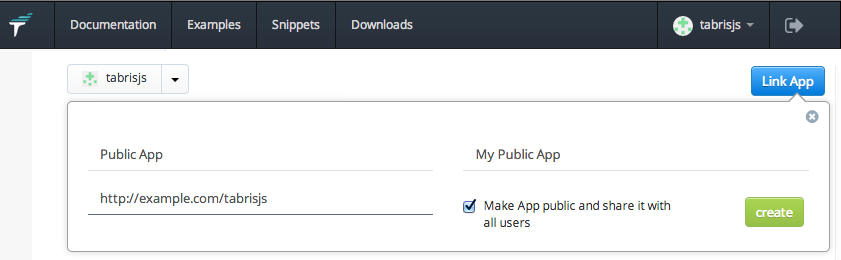 Documentation Examples Snippets Downloads tabrisjs
tabrisjs Link App
Public App My Public App
http://example.com/tabrisjs
Make App public and share it with
all users
create